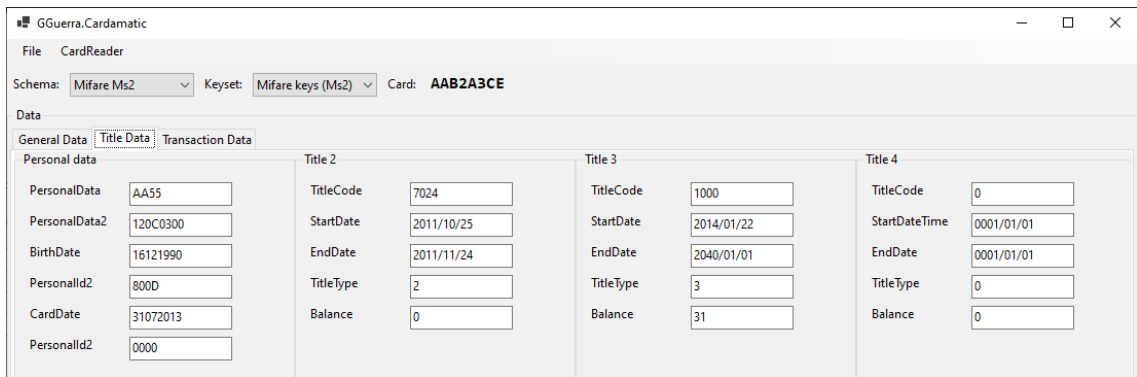 GGuerra.Cardamatic
File CardReader
Schema: Mifare Ms2 Keyset: Mifare keys (Ms2) Card: AAB2A3CE
Data
General Data Title Data Transaction Data
Personal data Title 2 Title 3 Title 4
PersonalData AA55 TitleCode 7024 TitleCode 1000 TitleCode 0
PersonalData2 120C0300 StartDate 2011/10/25 StartDate 2014/01/22 StartDateTime 0001/01/01
BirthDate 16121990 EndDate 2011/11/24 EndDate 2040/01/01 EndDate 0001/01/01
PersonalId2 800D TitleType 2 TitleType 3 TitleType 0
CardDate 31072013 Balance 0 Balance 31 Balance 0
PersonalId2 0000